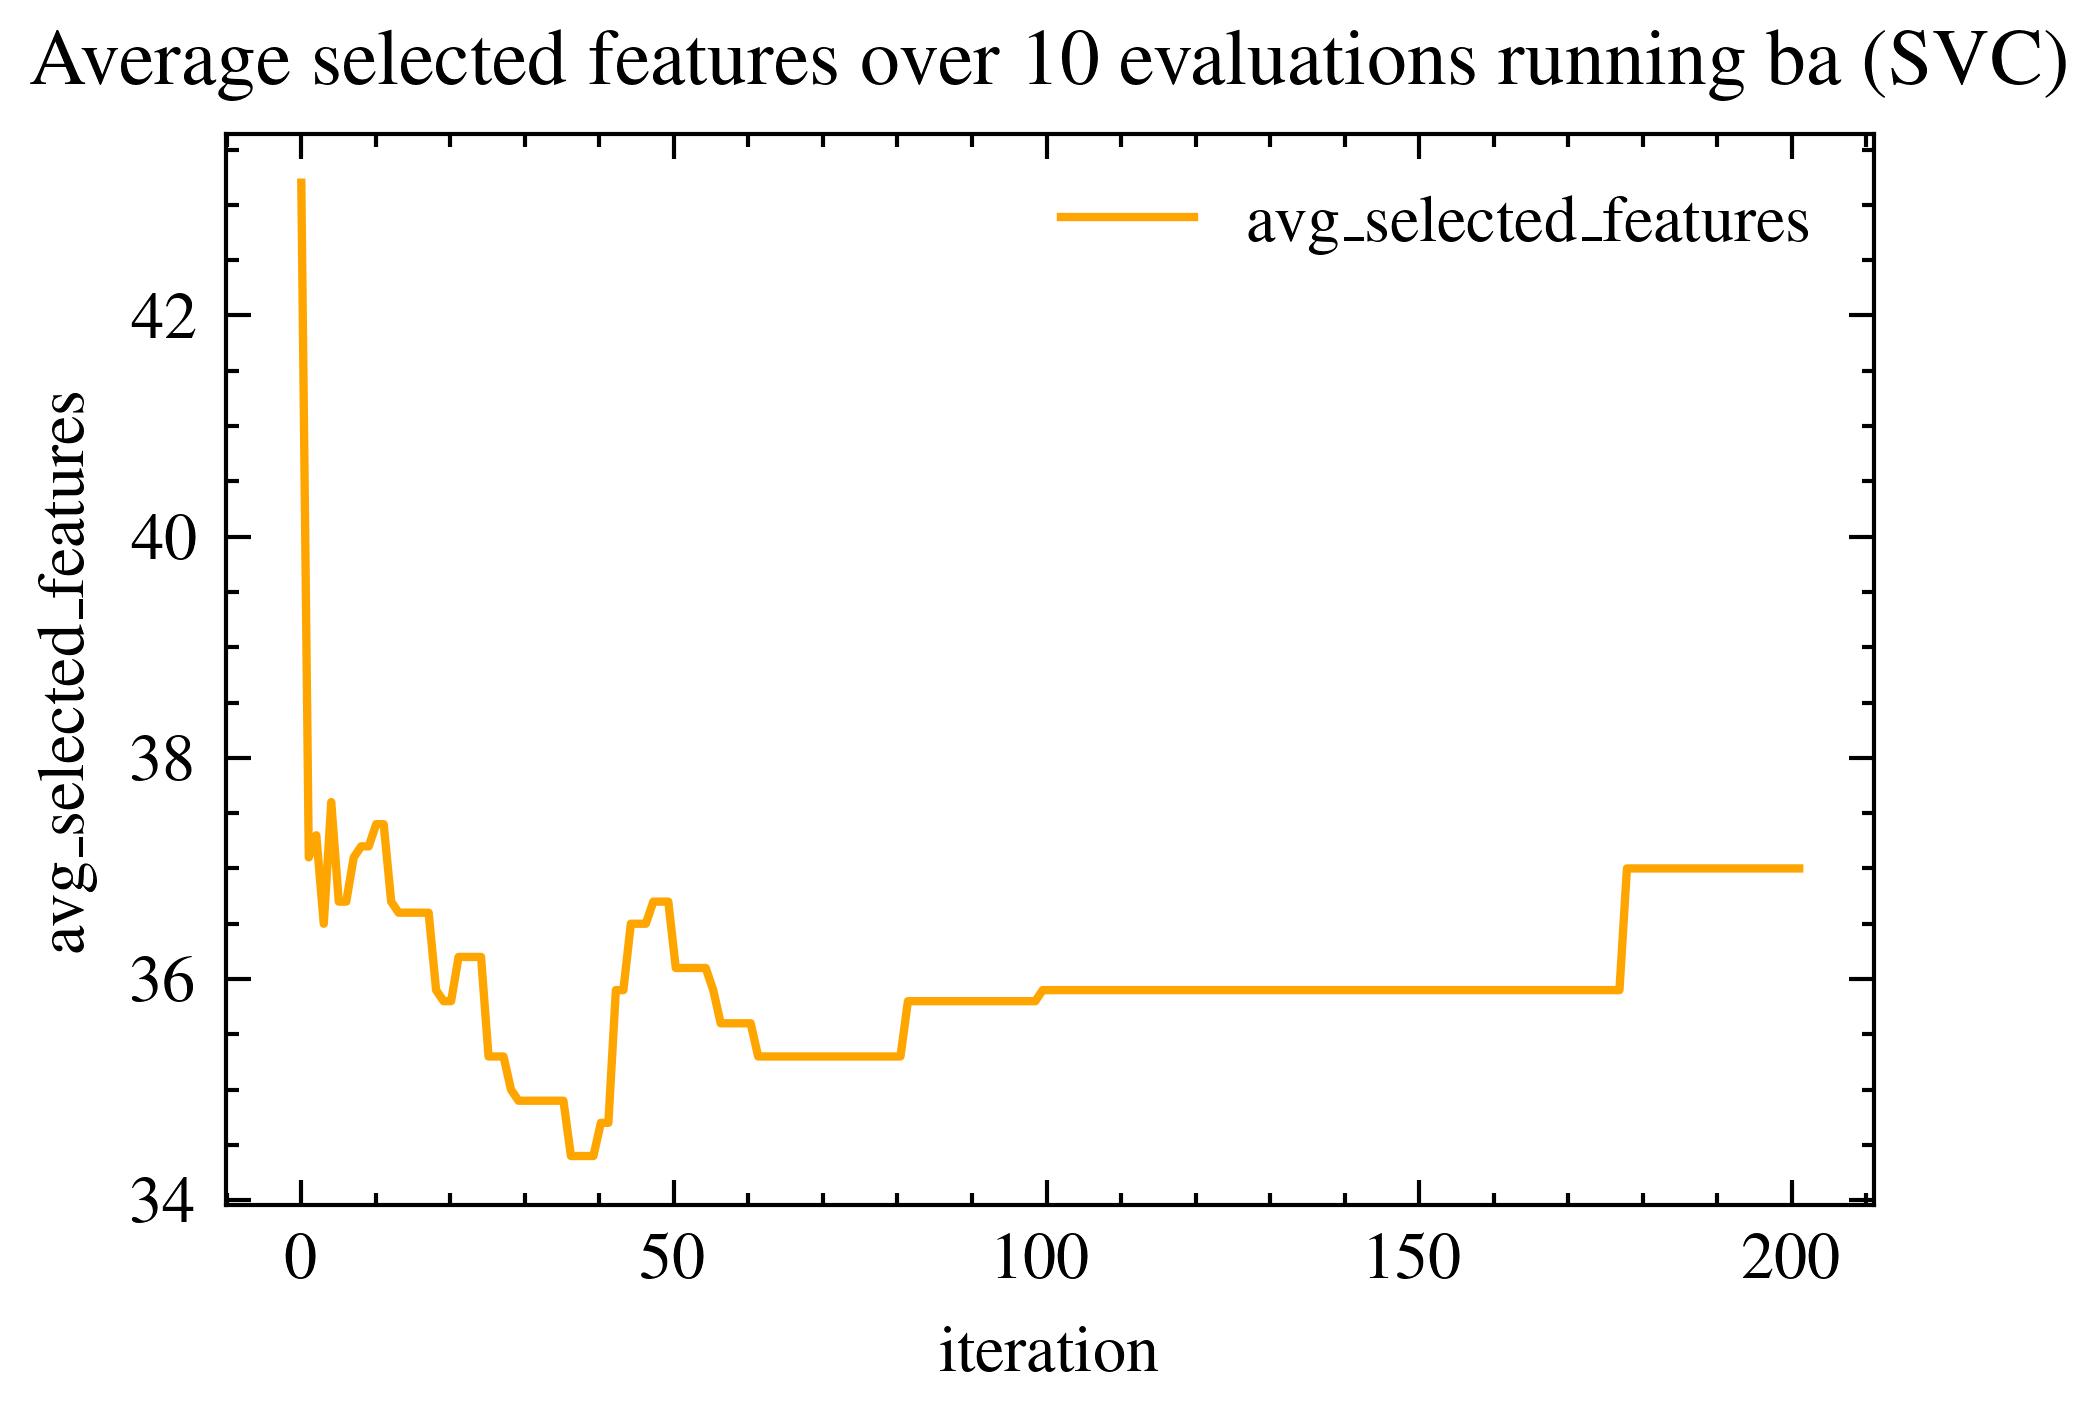 Average selected features over 10 evaluations running ba (SVC)
avg_selected_features
avg_selected_features
42
40
38
36
34
0 50 100 150 200
iteration